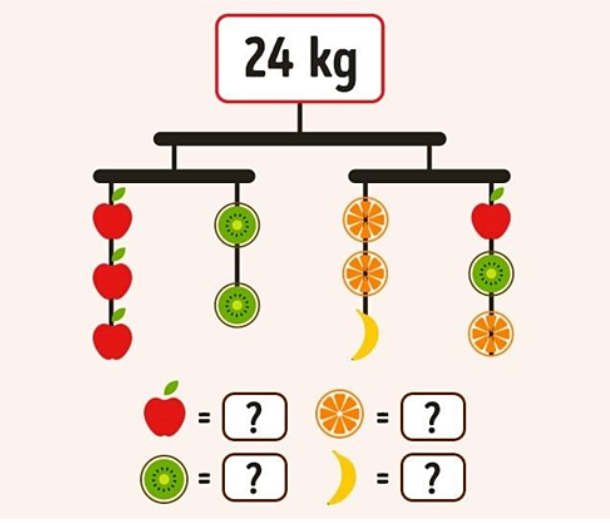 24 kg
= ? = ?
= ? = ?